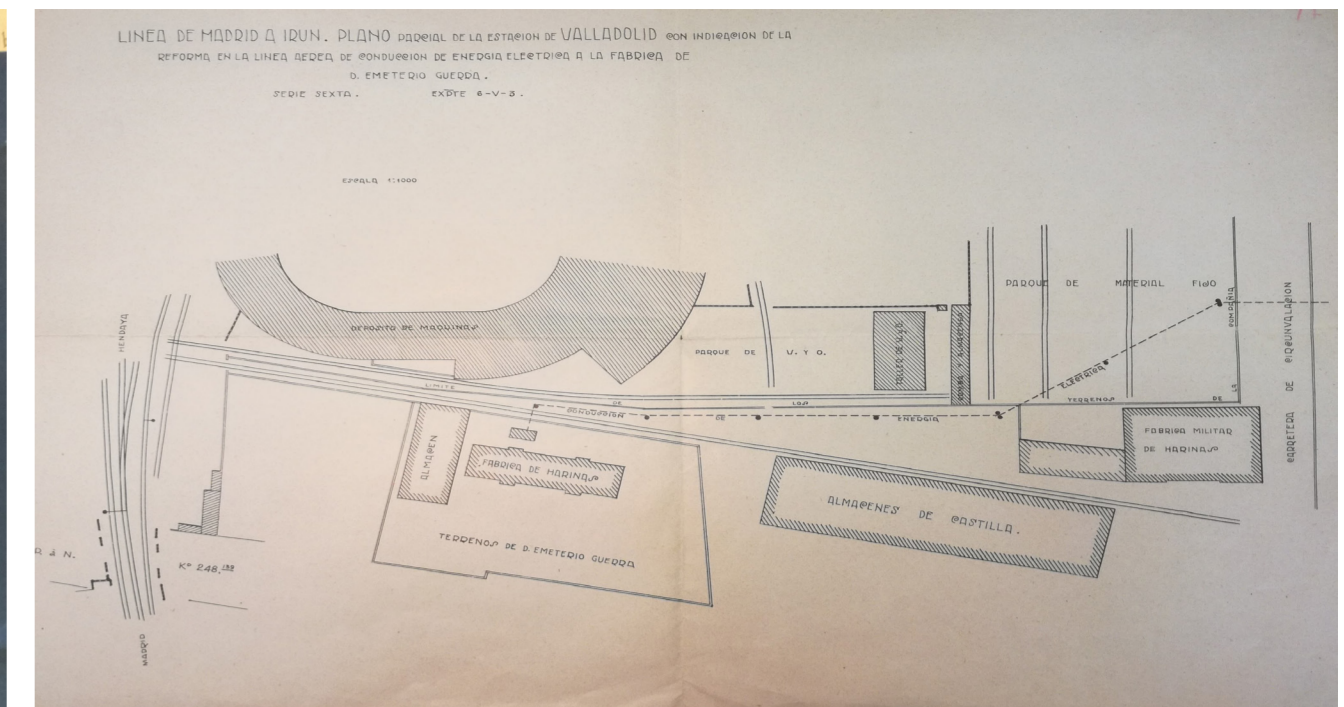 LINEA DE MADRID A IRUN. PLANO PARCIAL DE LA ESTACION DE VALLADOLID CON INDICACION DE LA
REFORMA EN LA LINEA AEREA DE CONDUCCION DE ENERGIA ELECTRICA A LA FABRICA DE
D. EMETERIO GUERRA.
SERIE SEXTA. EXDTE 6-V-3.
ESCALA 1:1000
HENDAYA
DEPOSITO DE MAQUINAS
PARQUE DE V. Y O.
TALLER DE V. y O.
PARQUE DE MATERIAL FIJO
CARRETERA DE CIRCUNVALACION
LIMITE DE LOS TERRENOS DE LA COMPAÑIA
CONDUCCION DE ENERGIA ELECTRICA
ALMACEN
FABRICA DE HARINAS
FABRICA MILITAR
DE HARINAS
ALMACENES DE CASTILLA.
TERRENOS DE D. EMETERIO GUERRA
R. á N.
Kº 248.
MADRID